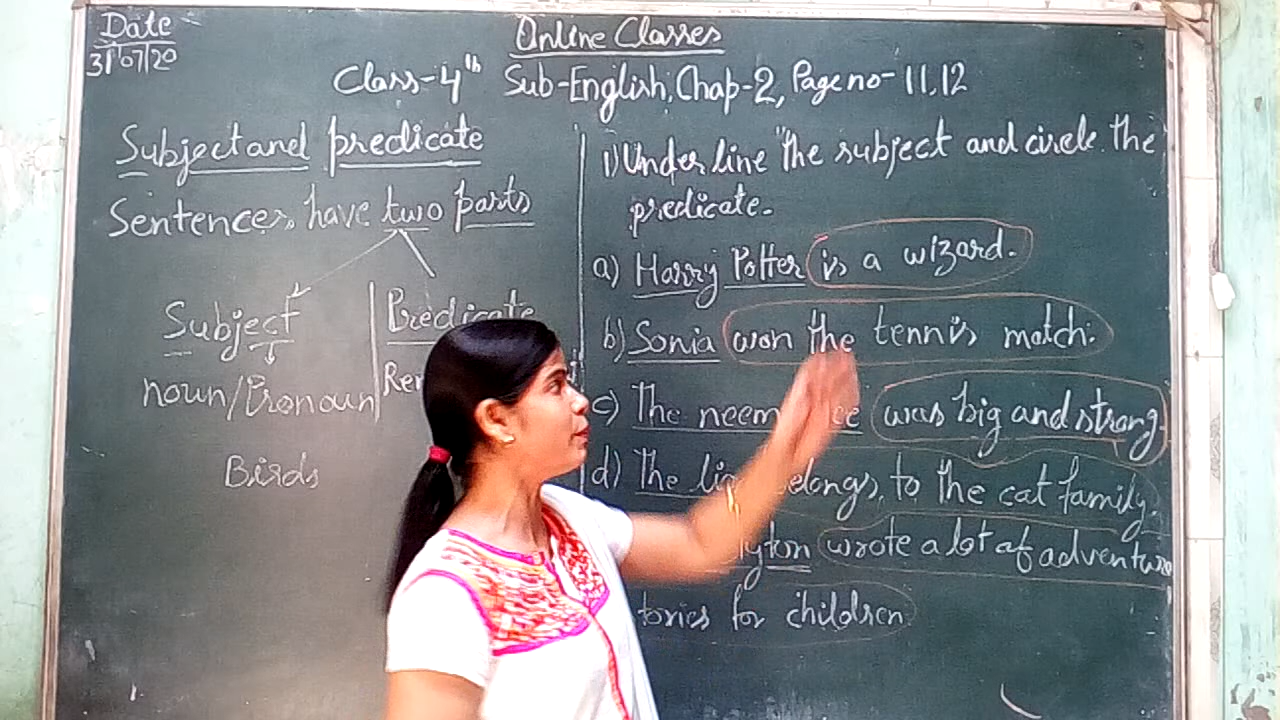 Date
31/07/20
Online Classes
Class-4th Sub-English, Chap-2, Page no-11,12
Subject and predicate
Sentences have two parts
Subject
Predicate
noun/Pronoun
Birds
1) Underline the subject and circle the
predicate.
a) Harry Potter is a wizard.
b) Sonia won the tennis match.
c) The neem was big and strong.
d) The to the cat family.
wrote a lot of adventure
for children.